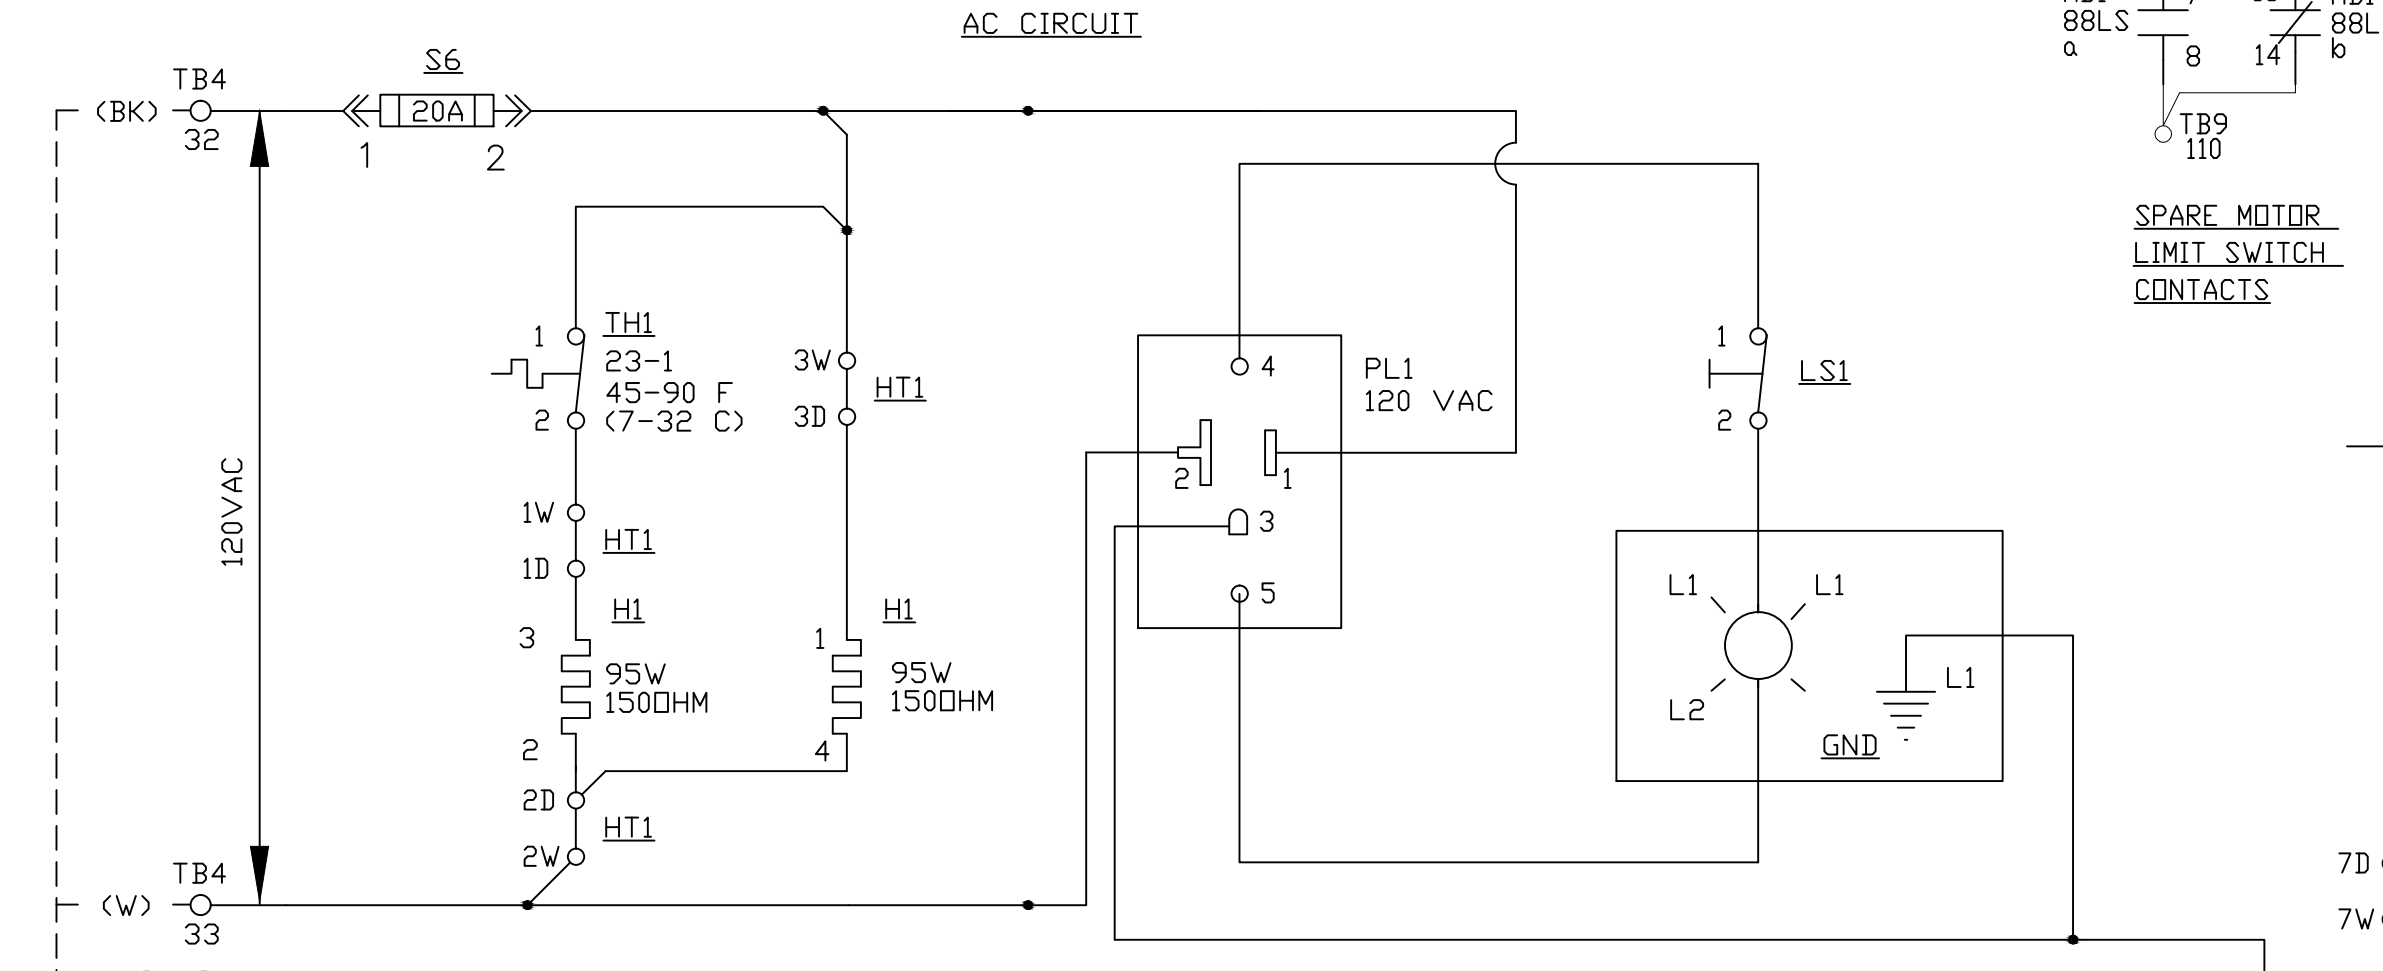 AC CIRCUIT
88LS
a
8
14
88L
b
TB9
110
SPARE MOTOR
LIMIT SWITCH
CONTACTS
S6
TB4
(BK)
32
20A
1
2
120VAC
TH1
1
23-1
45-90 F
(7-32 C)
2
3W
HT1
3D
1W
HT1
1D
H1
3
95W
150OHM
2
H1
1
95W
150OHM
4
2D
HT1
2W
TB4
(W)
33
PL1
120 VAC
4
2
1
3
5
1
LS1
2
L1
L1
L2
L1
GND
7D
7W